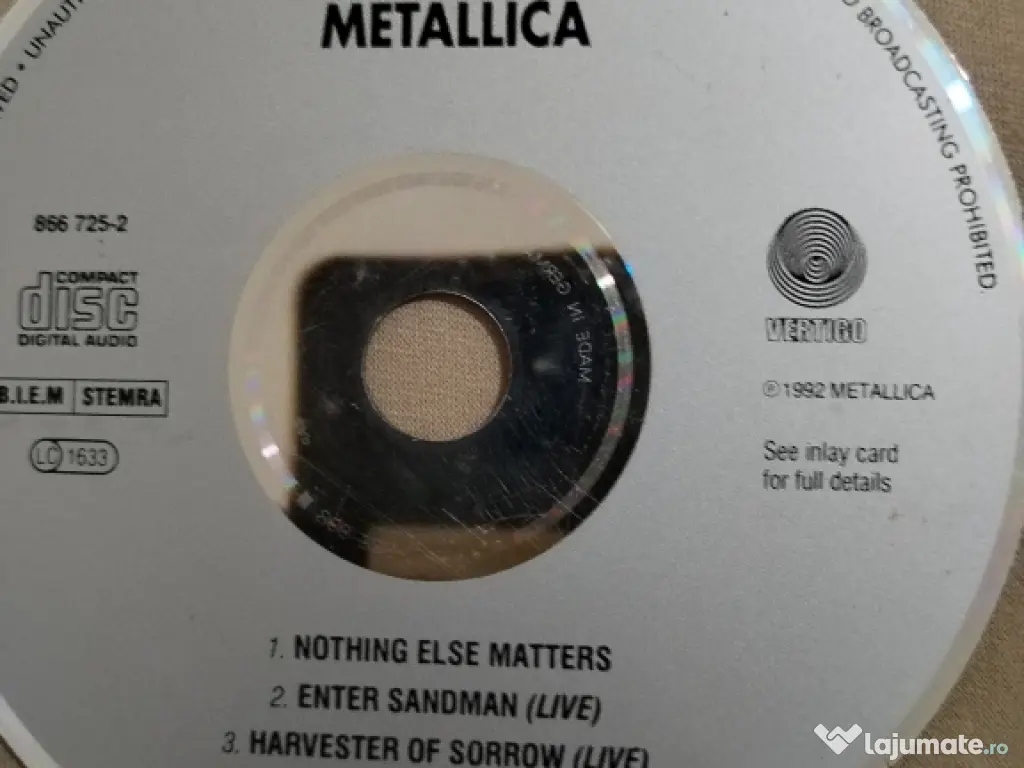 METALLICA
BROADCASTING PROHIBITED.
866 725-2
COMPACT
disc
DIGITAL AUDIO
B.I.E.M STEMRA
LC 1633
MADE IN
VERTIGO
℗ 1992 METALLICA
See inlay card
for full details
1. NOTHING ELSE MATTERS
2. ENTER SANDMAN (LIVE)
3. HARVESTER OF SORROW (LIVE)
lajumate.ro